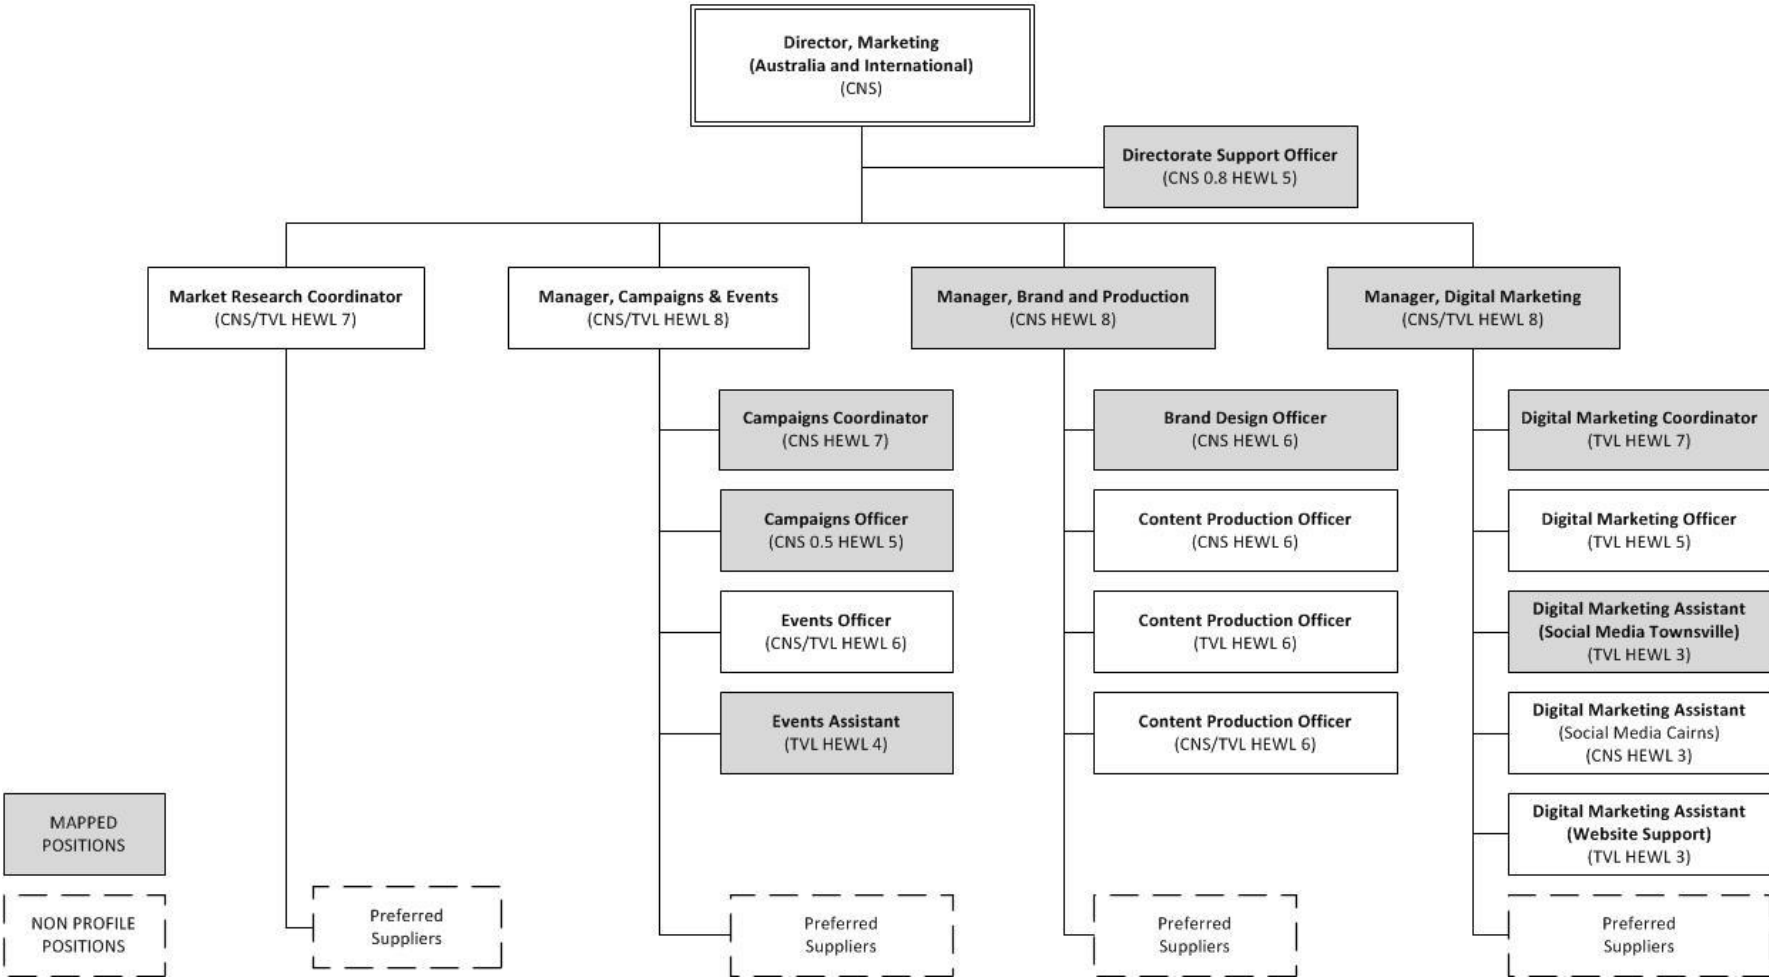 Director, Marketing
(Australia and International)
(CNS)
Directorate Support Officer
(CNS 0.8 HEWL 5)
Market Research Coordinator
(CNS/TVL HEWL 7)
Manager, Campaigns & Events
(CNS/TVL HEWL 8)
Manager, Brand and Production
(CNS HEWL 8)
Manager, Digital Marketing
(CNS/TVL HEWL 8)
Campaigns Coordinator
(CNS HEWL 7)
Brand Design Officer
(CNS HEWL 6)
Digital Marketing Coordinator
(TVL HEWL 7)
Campaigns Officer
(CNS 0.5 HEWL 5)
Content Production Officer
(CNS HEWL 6)
Digital Marketing Officer
(TVL HEWL 5)
Events Officer
(CNS/TVL HEWL 6)
Content Production Officer
(TVL HEWL 6)
Digital Marketing Assistant
(Social Media Townsville)
(TVL HEWL 3)
Events Assistant
(TVL HEWL 4)
Content Production Officer
(CNS/TVL HEWL 6)
Digital Marketing Assistant
(Social Media Cairns)
(CNS HEWL 3)
MAPPED
POSITIONS
Digital Marketing Assistant
(Website Support)
(TVL HEWL 3)
NON PROFILE
POSITIONS
Preferred
Suppliers
Preferred
Suppliers
Preferred
Suppliers
Preferred
Suppliers